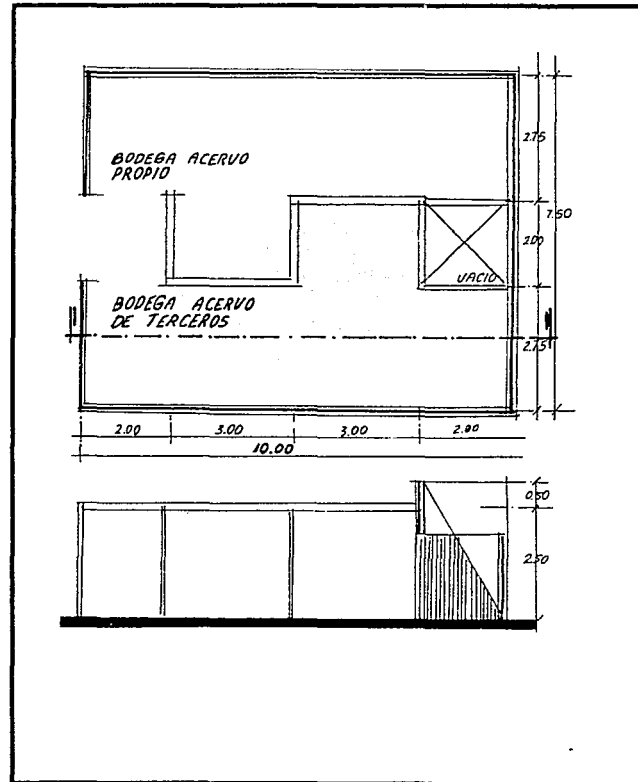 BODEGA ACERVO
PROPIO
2.75
7.50
2.00
VACIO
BODEGA ACERVO
DE TERCEROS
2.75
2.00
3.00
3.00
2.00
10.00
0.50
2.50